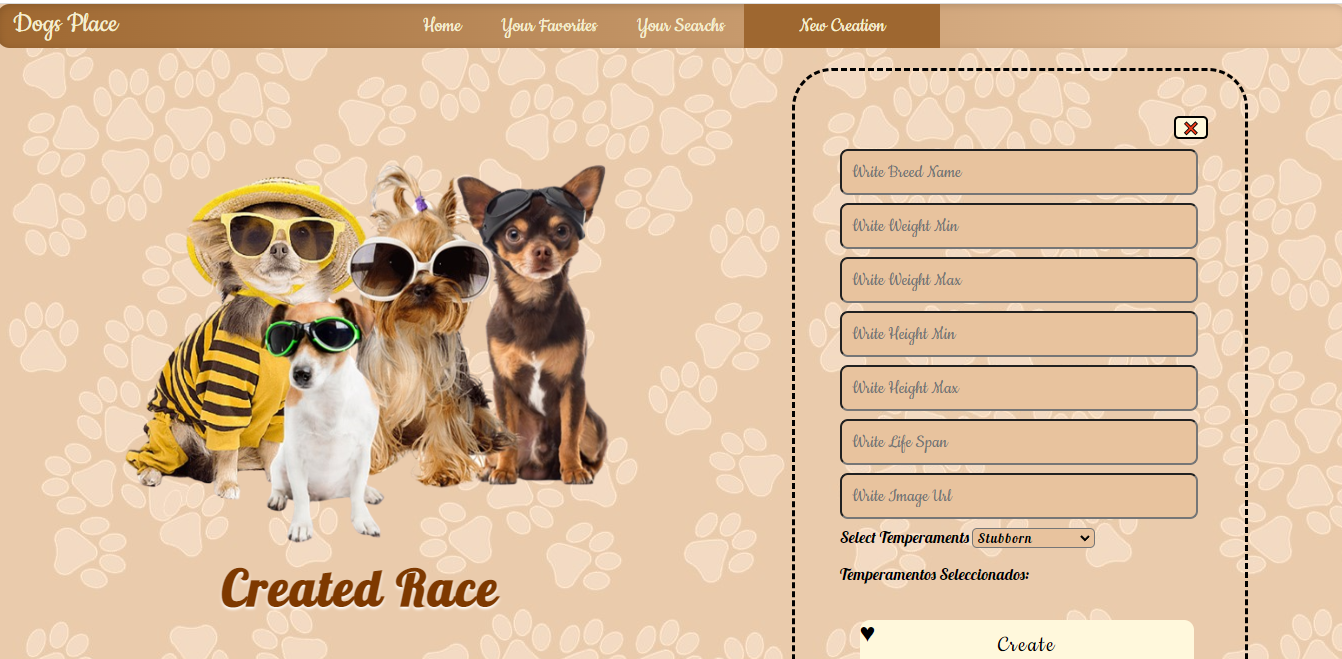 Dogs Place
Home
Your Favorites
Your Searchs
New Creation
Write Breed Name
Write Weight Min
Write Weight Max
Write Height Min
Write Height Max
Write Life Span
Write Image Url
Select Temperaments Stubborn
Temperamentos Seleccionados:
Created Race
Create